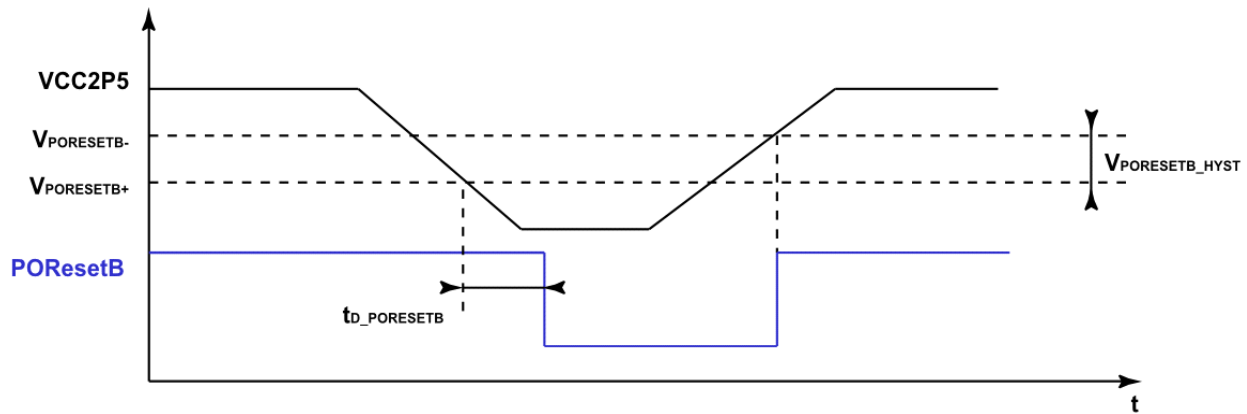 VCC2P5
VPORESETB-
VPORESETB+
VPORESETB_HYST
POResetB
tD_PORESETB
t